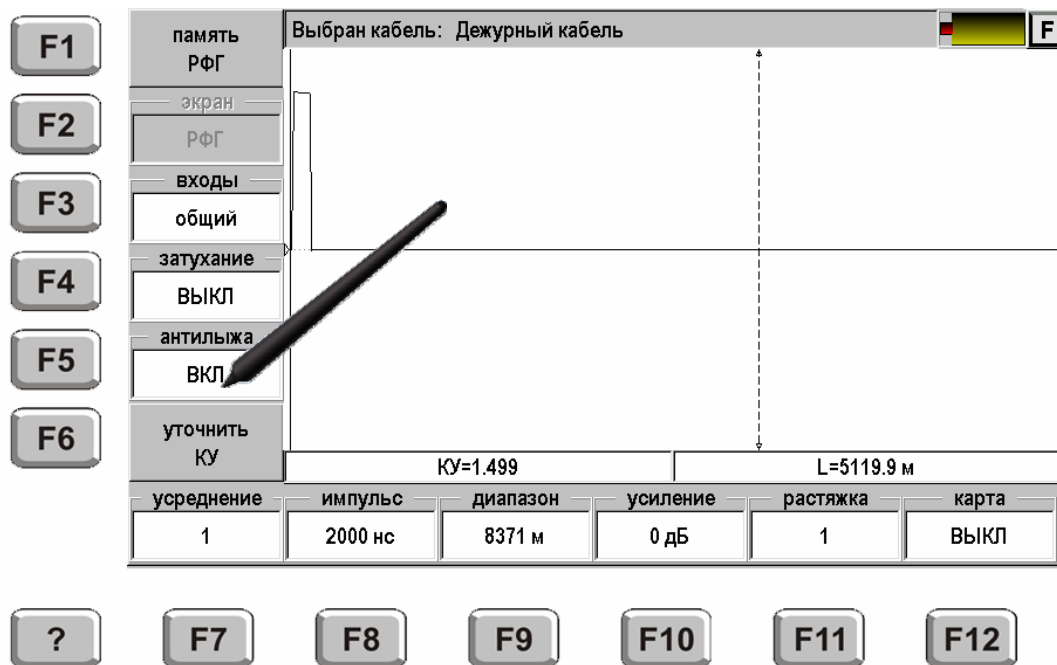 F1
память
РФГ
Выбран кабель: Дежурный кабель
F
F2
экран
РФГ
F3
входы
общий
F4
затухание
ВЫКЛ
F5
антилыжа
ВКЛ
F6
уточнить
КУ
КУ=1.499
L=5119.9 м
усреднение
1
импульс
2000 нс
диапазон
8371 м
усиление
0 дБ
растяжка
1
карта
ВЫКЛ
?
F7
F8
F9
F10
F11
F12